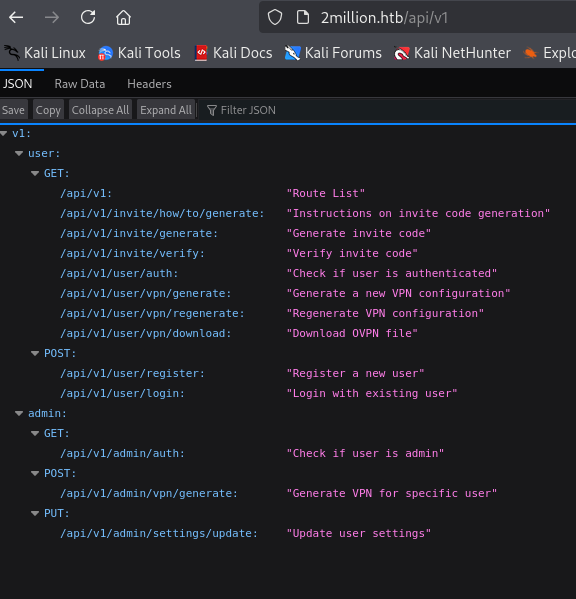 2million.htb/api/v1
Kali Linux Kali Tools Kali Docs Kali Forums Kali NetHunter Explo
JSON Raw Data Headers
Save Copy Collapse All Expand All Filter JSON
v1:
user:
GET:
/api/v1: "Route List"
/api/v1/invite/how/to/generate: "Instructions on invite code generation"
/api/v1/invite/generate: "Generate invite code"
/api/v1/invite/verify: "Verify invite code"
/api/v1/user/auth: "Check if user is authenticated"
/api/v1/user/vpn/generate: "Generate a new VPN configuration"
/api/v1/user/vpn/regenerate: "Regenerate VPN configuration"
/api/v1/user/vpn/download: "Download OVPN file"
POST:
/api/v1/user/register: "Register a new user"
/api/v1/user/login: "Login with existing user"
admin:
GET:
/api/v1/admin/auth: "Check if user is admin"
POST:
/api/v1/admin/vpn/generate: "Generate VPN for specific user"
PUT:
/api/v1/admin/settings/update: "Update user settings"